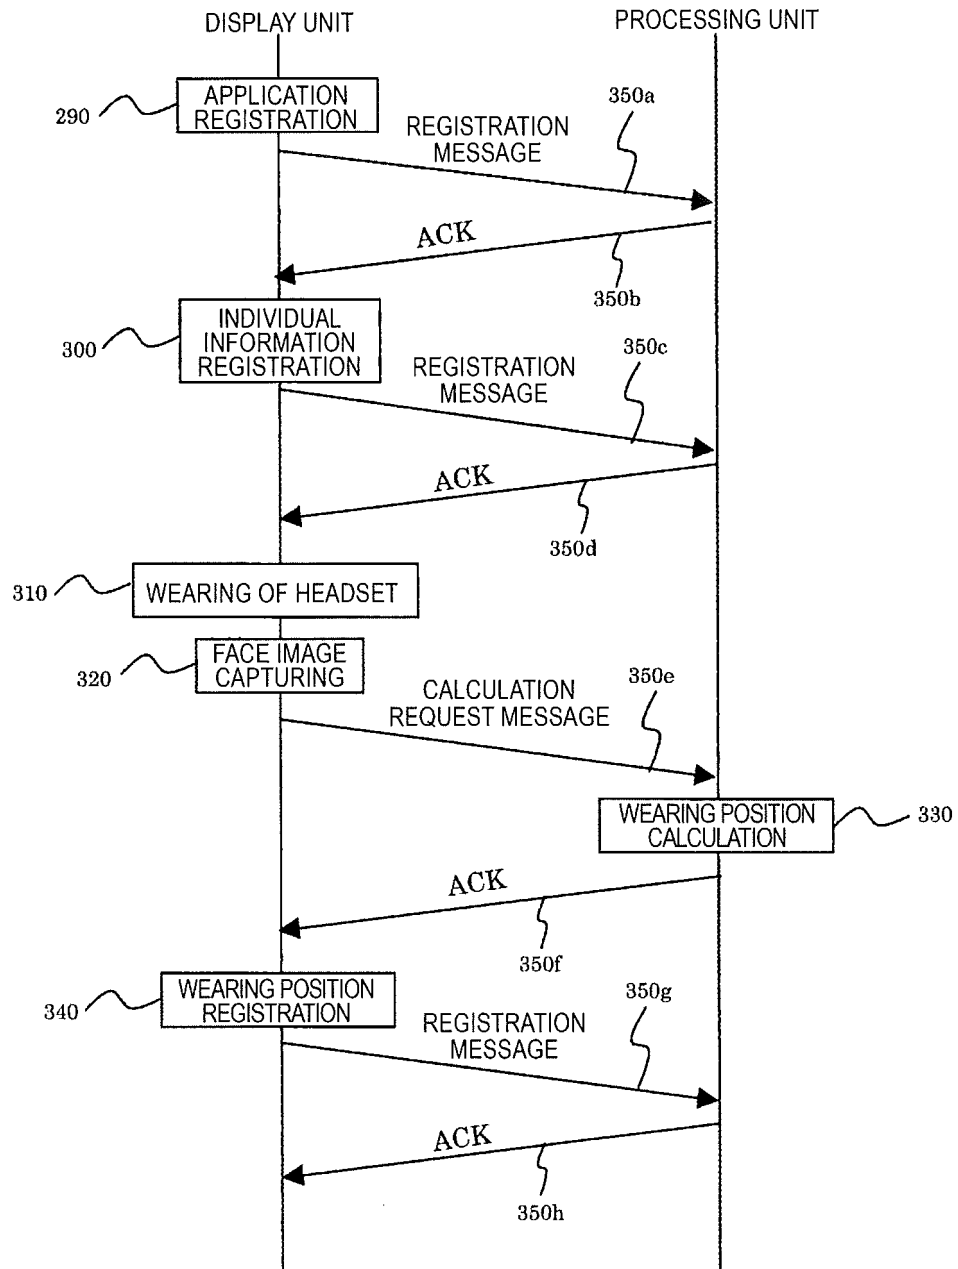 DISPLAY UNIT
PROCESSING UNIT
APPLICATION
REGISTRATION
290
350a
REGISTRATION
MESSAGE
ACK
350b
INDIVIDUAL
INFORMATION
REGISTRATION
300
350c
REGISTRATION
MESSAGE
ACK
350d
310
WEARING OF HEADSET
FACE IMAGE
CAPTURING
320
350e
CALCULATION
REQUEST MESSAGE
WEARING POSITION
CALCULATION
330
ACK
350f
WEARING POSITION
REGISTRATION
340
350g
REGISTRATION
MESSAGE
ACK
350h